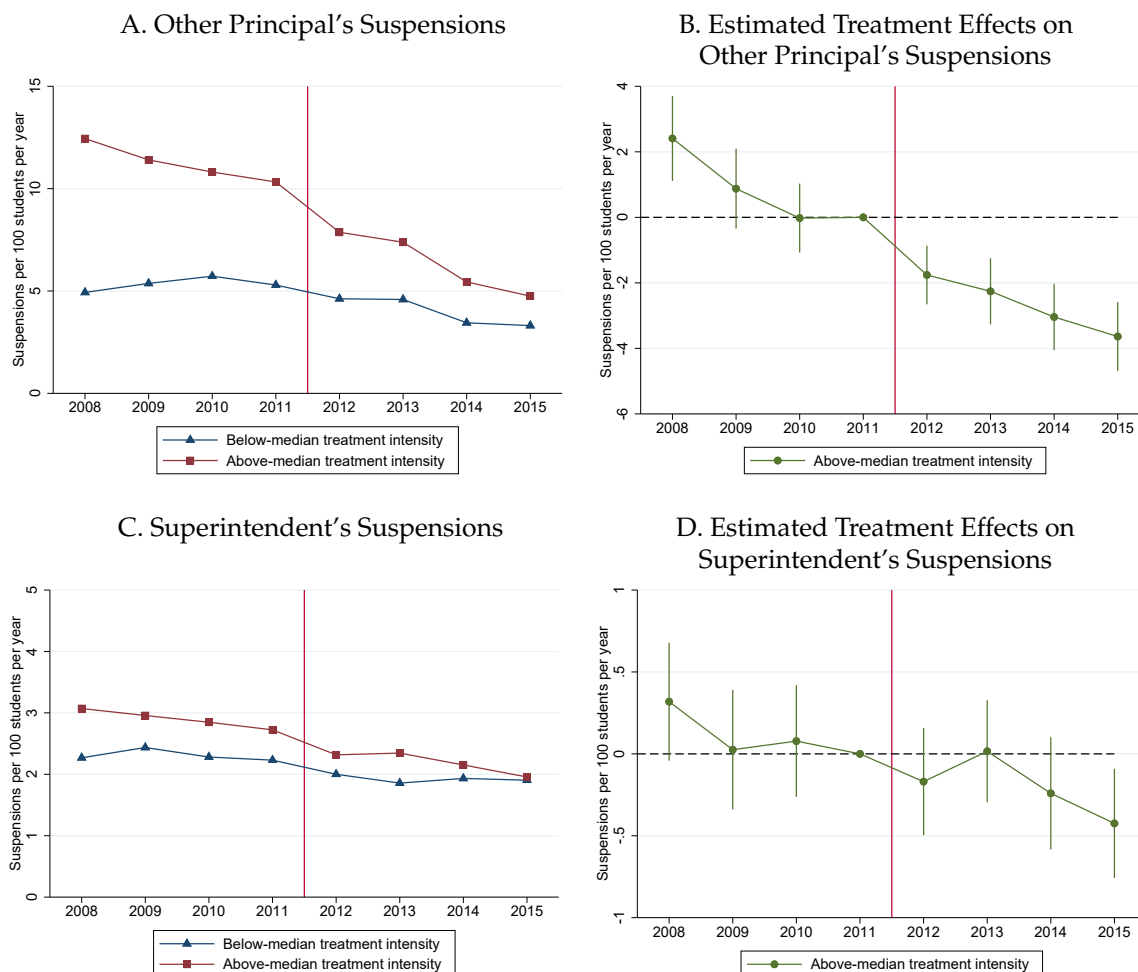 A. Other Principal's Suspensions
Suspensions per 100 students per year
15
10
5
0
2008 2009 2010 2011 2012 2013 2014 2015
Below-median treatment intensity
Above-median treatment intensity
B. Estimated Treatment Effects on
Other Principal's Suspensions
Suspensions per 100 students per year
4
2
0
-2
-4
-6
2008 2009 2010 2011 2012 2013 2014 2015
Above-median treatment intensity
C. Superintendent's Suspensions
Suspensions per 100 students per year
5
4
3
2
1
0
2008 2009 2010 2011 2012 2013 2014 2015
Below-median treatment intensity
Above-median treatment intensity
D. Estimated Treatment Effects on
Superintendent's Suspensions
Suspensions per 100 students per year
1
.5
0
-.5
-1
2008 2009 2010 2011 2012 2013 2014 2015
Above-median treatment intensity